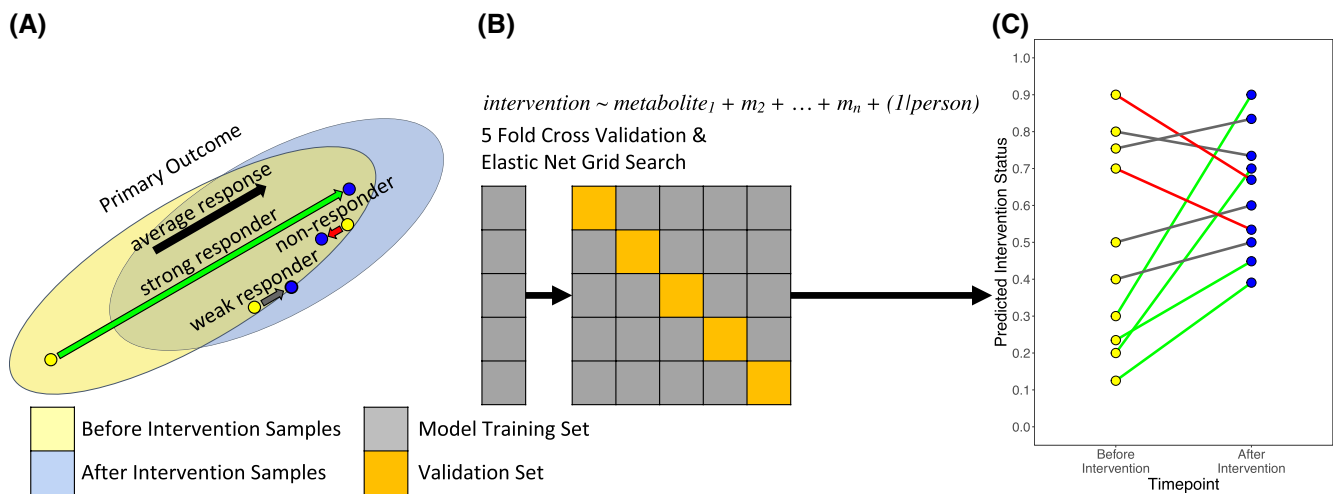 (A)
Primary Outcome
average response
strong responder
non-responder
weak responder
Before Intervention Samples
After Intervention Samples
(B)
intervention ~ metabolite1 + m2 + … + mn + (1|person)
5 Fold Cross Validation &
Elastic Net Grid Search
Model Training Set
Validation Set
(C)
Predicted Intervention Status
1.0
0.9
0.8
0.7
0.6
0.5
0.4
0.3
0.2
0.1
0.0
Before
Intervention
After
Intervention
Timepoint